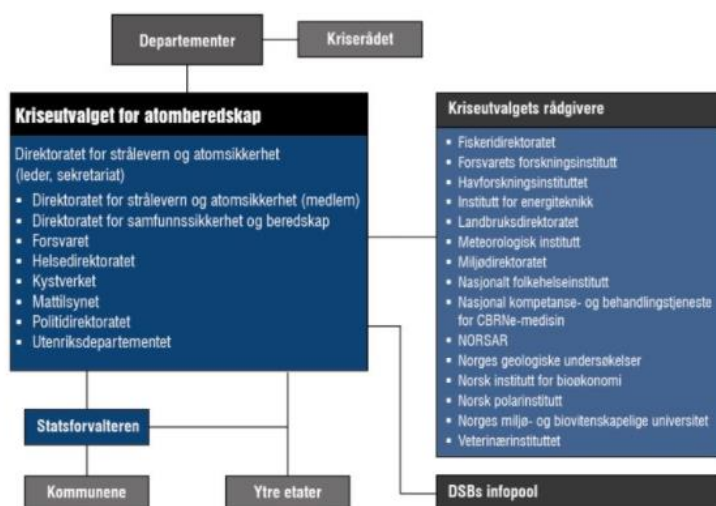 Departementer
Kriserådet
Kriseutvalget for atomberedskap
Direktoratet for strålevern og atomsikkerhet
(leder, sekretariat)
▪ Direktoratet for strålevern og atomsikkerhet (medlem)
▪ Direktoratet for samfunnssikkerhet og beredskap
▪ Forsvaret
▪ Helsedirektoratet
▪ Kystverket
▪ Mattilsynet
▪ Politidirektoratet
▪ Utenriksdepartementet
Kriseutvalgets rådgivere
▪ Fiskeridirektoratet
▪ Forsvarets forskningsinstitutt
▪ Havforskningsinstituttet
▪ Institutt for energiteknikk
▪ Landbruksdirektoratet
▪ Meteorologisk institutt
▪ Miljødirektoratet
▪ Nasjonalt folkehelseinstitutt
▪ Nasjonal kompetanse- og behandlingstjeneste
for CBRNe-medisin
▪ NORSAR
▪ Norges geologiske undersøkelser
▪ Norsk institutt for bioøkonomi
▪ Norsk polarinstitutt
▪ Norges miljø- og biovitenskapelige universitet
▪ Veterinærinstituttet
Statsforvalteren
Kommunene
Ytre etater
DSBs infopool